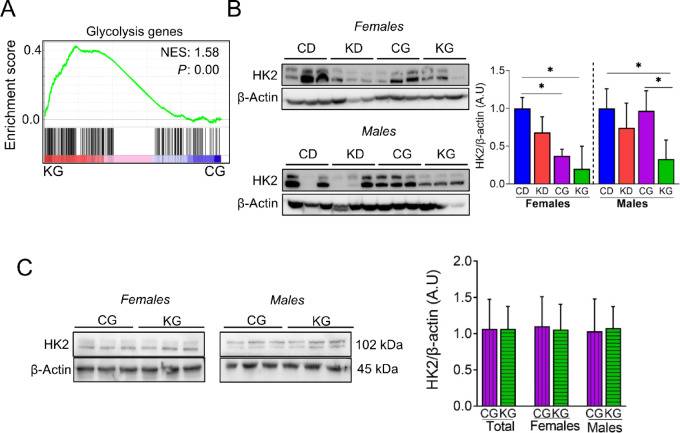 A
Glycolysis genes
NES: 1.58
P: 0.00
Enrichment score
0.4
0.0
KG
CG
B
Females
CD KD CG KG
HK2
β-Actin
Males
CD KD CG KG
HK2
β-Actin
HK2/β-actin (A.U)
1.5
1.0
0.5
0.0
* * * *
CD KD CG KG CD KD CG KG
Females Males
C
Females Males
CG KG CG KG
HK2 102 kDa
β-Actin 45 kDa
HK2/β-actin (A.U)
2.0
1.5
1.0
0.5
0.0
CG KG CG KG CG KG
Total Females Males